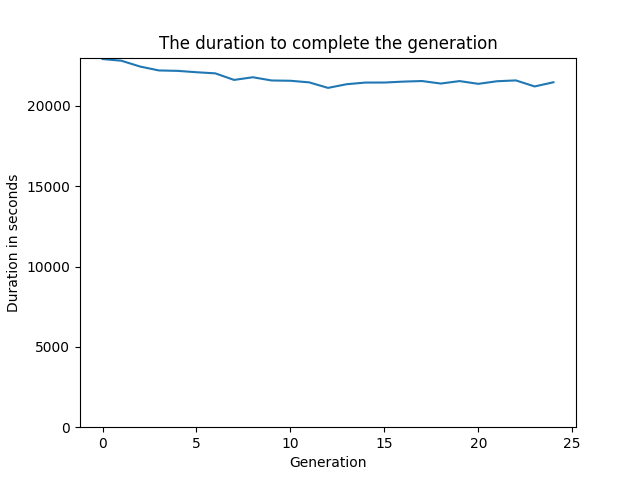 The duration to complete the generation
Duration in seconds
20000
15000
10000
5000
0
0 5 10 15 20 25
Generation